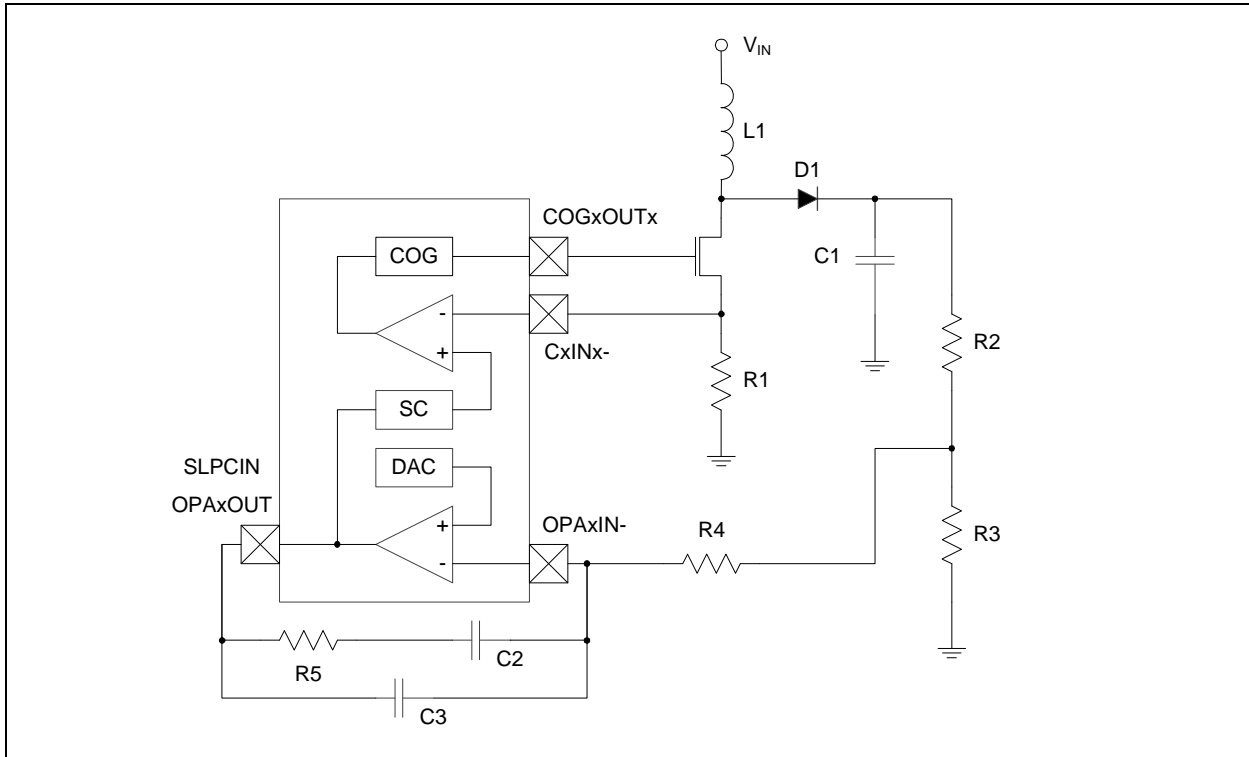 VIN
L1
D1
COGxOUTx
COG
C1
-
+
CxINx-
R2
R1
SC
SLPCIN
DAC
OPAxOUT
+
-
OPAxIN-
R4
R3
R5
C2
C3